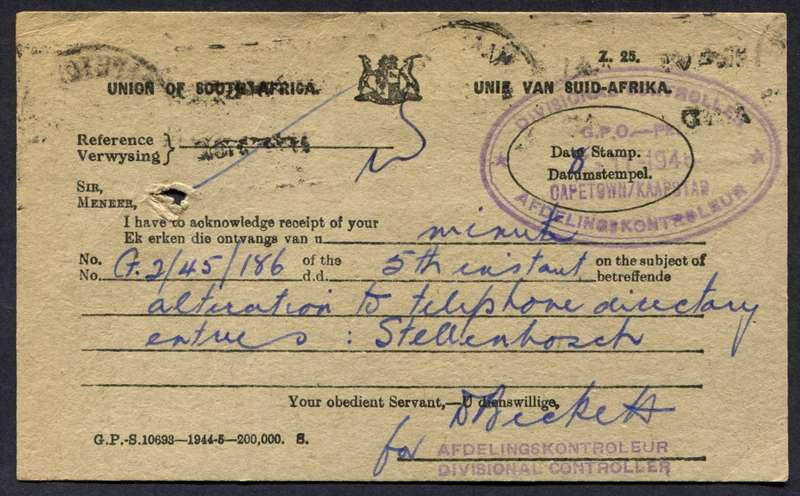 Z. 25.
UNION OF SOUTH AFRICA. UNIE VAN SUID-AFRIKA.
DIVISIONAL CONTROLLER
G.P.O.
Reference
Verwysing
Date Stamp.
Datumstempel.
CAPETOWN/KAAPSTAD
AFDELINGSKONTROLEUR
SIR,
MENEER,
I have to acknowledge receipt of your minute
Ek erken die ontvangs van u
No. G.2/45/186 of the 5th instant on the subject of
No. d.d. betreffende
alteration to telephone directory
entries : Stellenbosch
Your obedient Servant,—U dienswillige,
D Beckett
for AFDELINGSKONTROLEUR
DIVISIONAL CONTROLLER
G.P.-S.10693—1944-5—200,000. S.